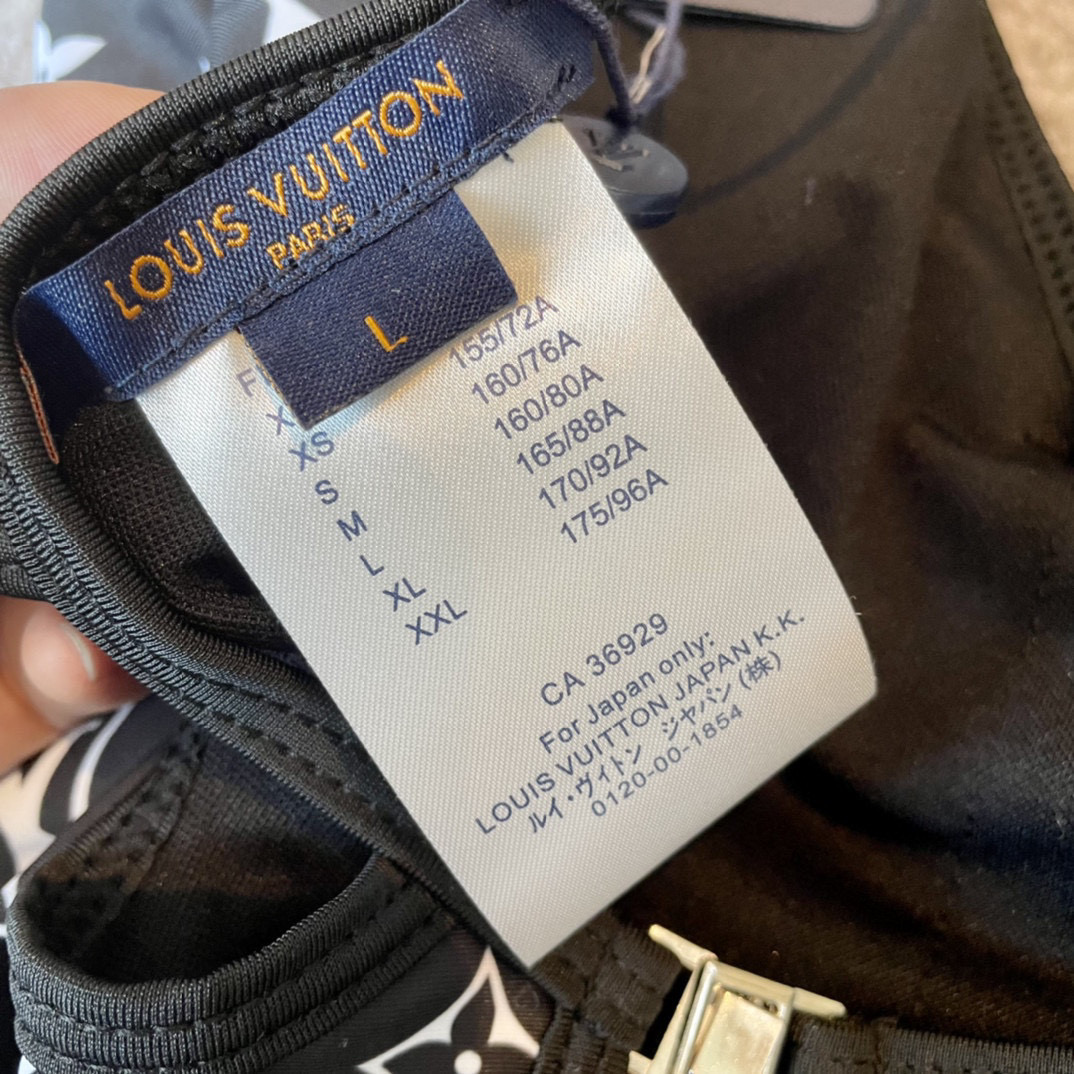 LOUIS VUITTON
PARIS
L
155/72A
160/76A
XS 160/80A
S 165/88A
M 170/92A
L 175/96A
XL
XXL
CA 36929
For Japan only:
LOUIS VUITTON JAPAN K.K.
ルイ・ヴィトン ジャパン (株)
0120-00-1854